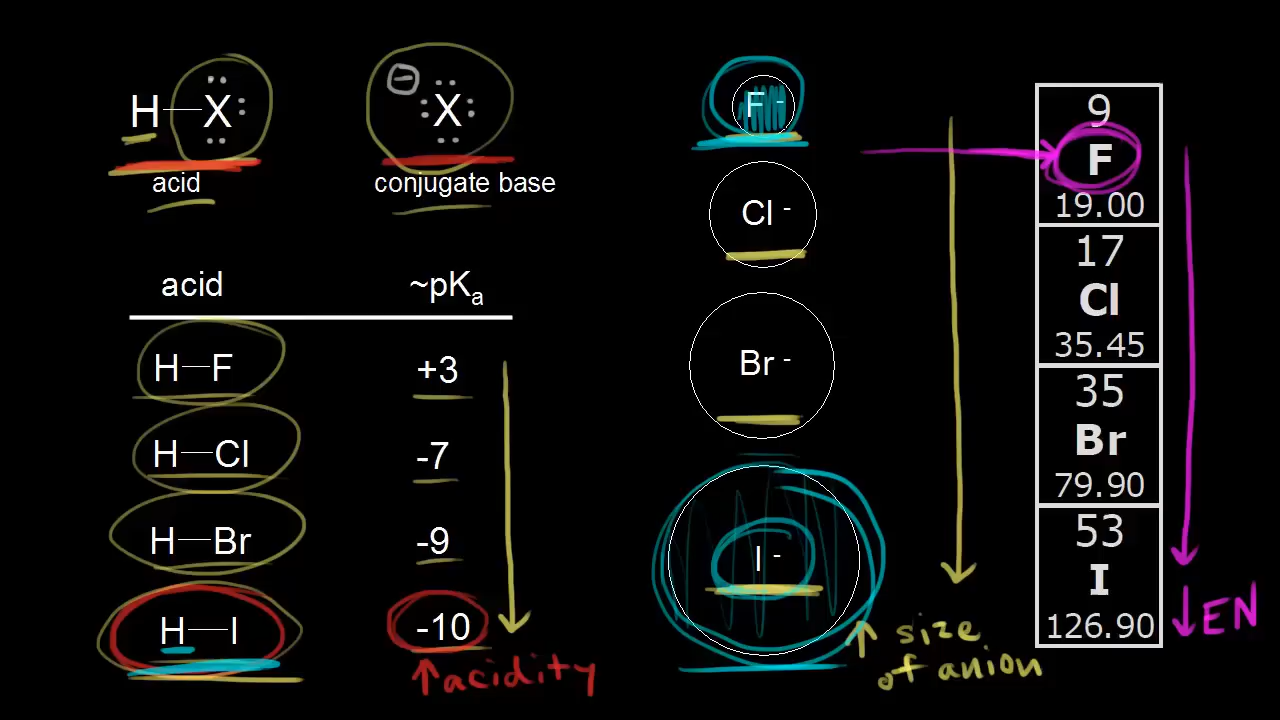 H—X
X
⊖
acid
conjugate base
acid ~pKa
H—F +3
H—Cl -7
H—Br -9
H—I -10
↑acidity
F -
Cl -
Br -
I -
↑ size
of anion
9
F
19.00
17
Cl
35.45
35
Br
79.90
53
I
126.90
↓EN